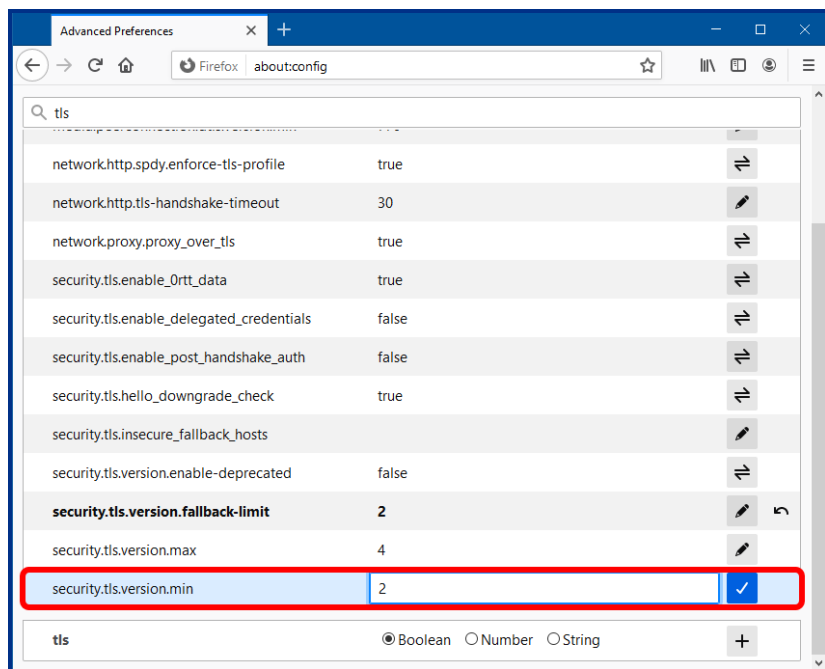 Advanced Preferences
Firefox about:config
tls
network.http.spdy.enforce-tls-profile true
network.http.tls-handshake-timeout 30
network.proxy.proxy_over_tls true
security.tls.enable_0rtt_data true
security.tls.enable_delegated_credentials false
security.tls.enable_post_handshake_auth false
security.tls.hello_downgrade_check true
security.tls.insecure_fallback_hosts
security.tls.version.enable-deprecated false
security.tls.version.fallback-limit 2
security.tls.version.max 4
security.tls.version.min 2
tls Boolean Number String